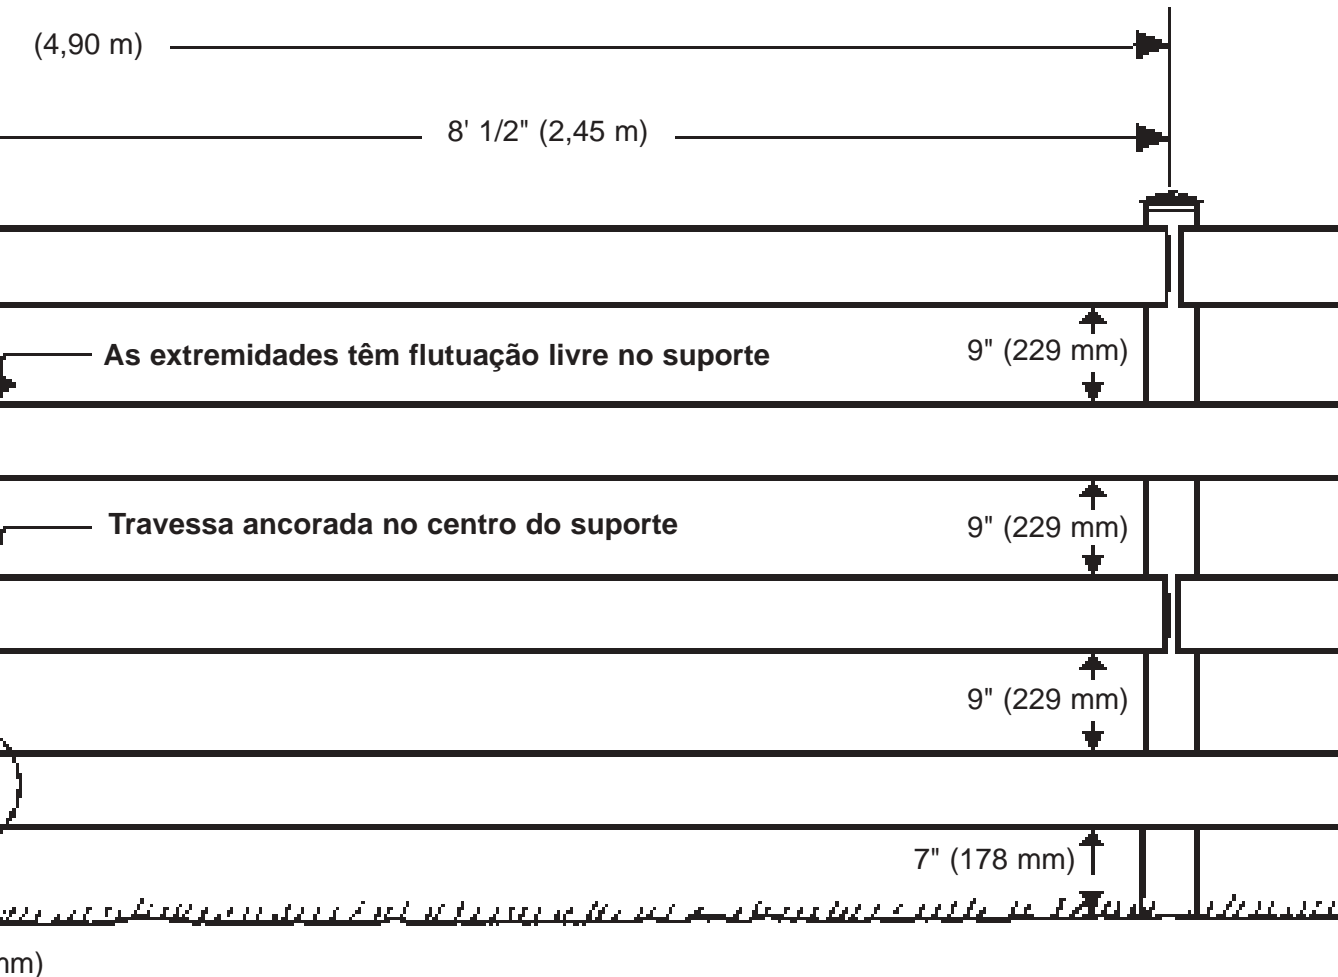 (4,90 m)
8' 1/2" (2,45 m)
As extremidades têm flutuação livre no suporte
9" (229 mm)
Travessa ancorada no centro do suporte
9" (229 mm)
9" (229 mm)
7" (178 mm)
mm)